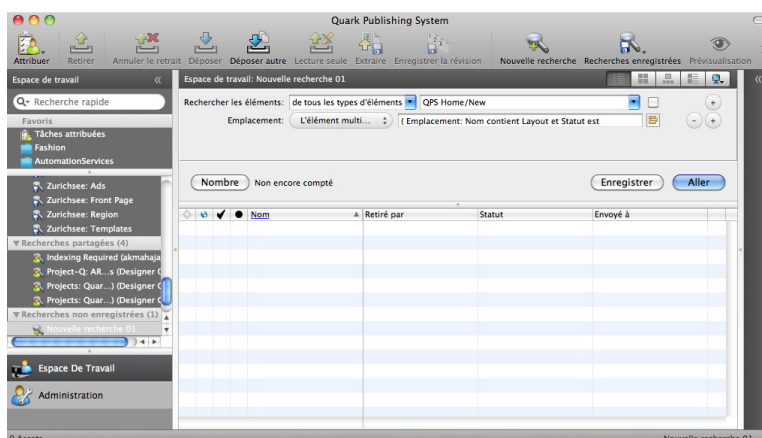 Quark Publishing System
Attribuer Retirer Annuler le retrait Déposer Déposer autre Lecture seule Extraire Enregistrer la révision Nouvelle recherche Recherches enregistrées Prévisualisation
Espace de travail
Espace de travail: Nouvelle recherche 01
Recherche rapide
Rechercher les éléments: de tous les types d'éléments QPS Home/New
Emplacement: L'élément multi... ( Emplacement: Nom contient Layout et Statut est
Favoris
Tâches attribuées
Fashion
AutomationServices
Nombre Non encore compté Enregistrer Aller
Nom Retiré par Statut Envoyé à
Zurichsee: Ads
Zurichsee: Front Page
Zurichsee: Region
Zurichsee: Templates
Recherches partagées (4)
Indexing Required (akmahaja
Project-Q: AR...s (Designer
Projects: Quar...) (Designer
Projects: Quar...) (Designer
Recherches non enregistrées (1)
Nouvelle recherche 01
Espace De Travail
Administration
0 Assets Nouvelle recherche 01